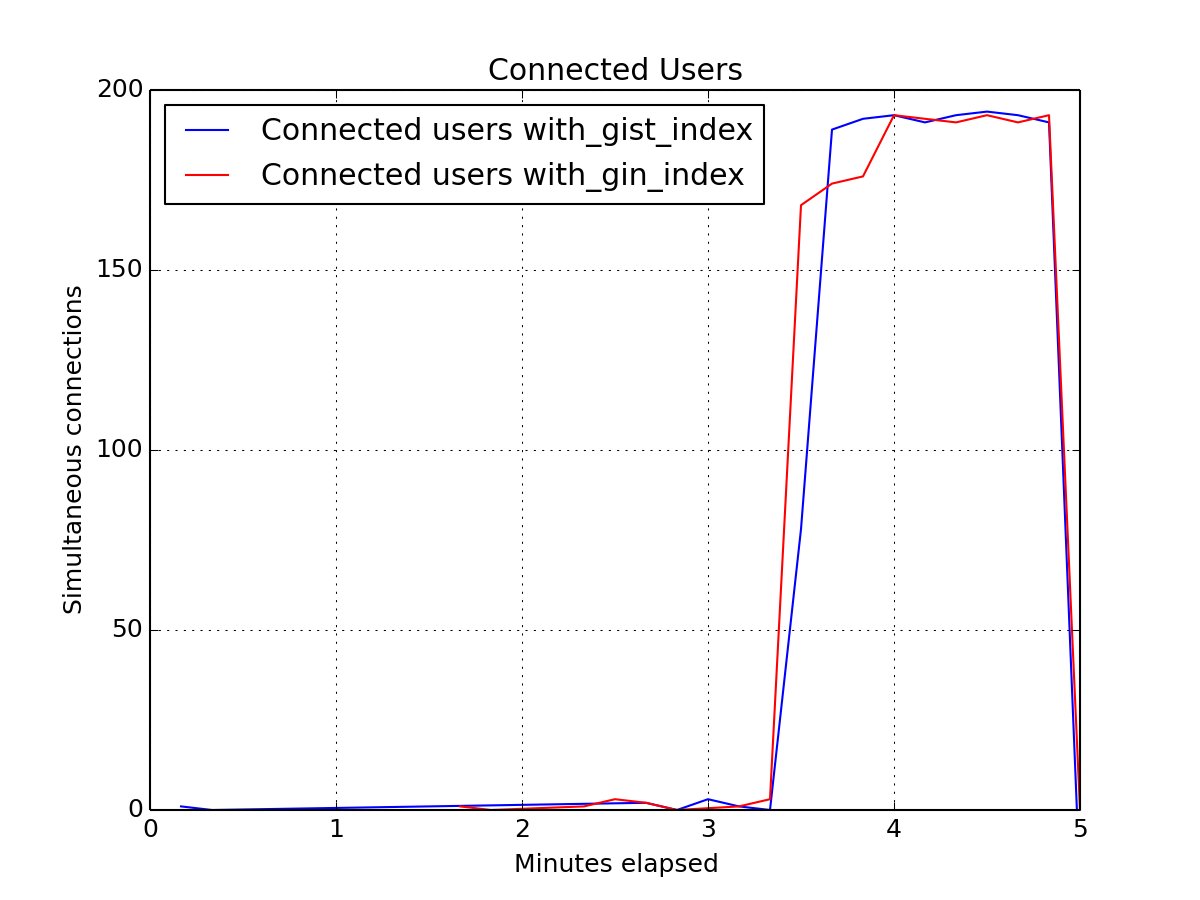 Connected Users
Connected users with_gist_index
Connected users with_gin_index
200
150
100
50
0
Simultaneous connections
0 1 2 3 4 5
Minutes elapsed